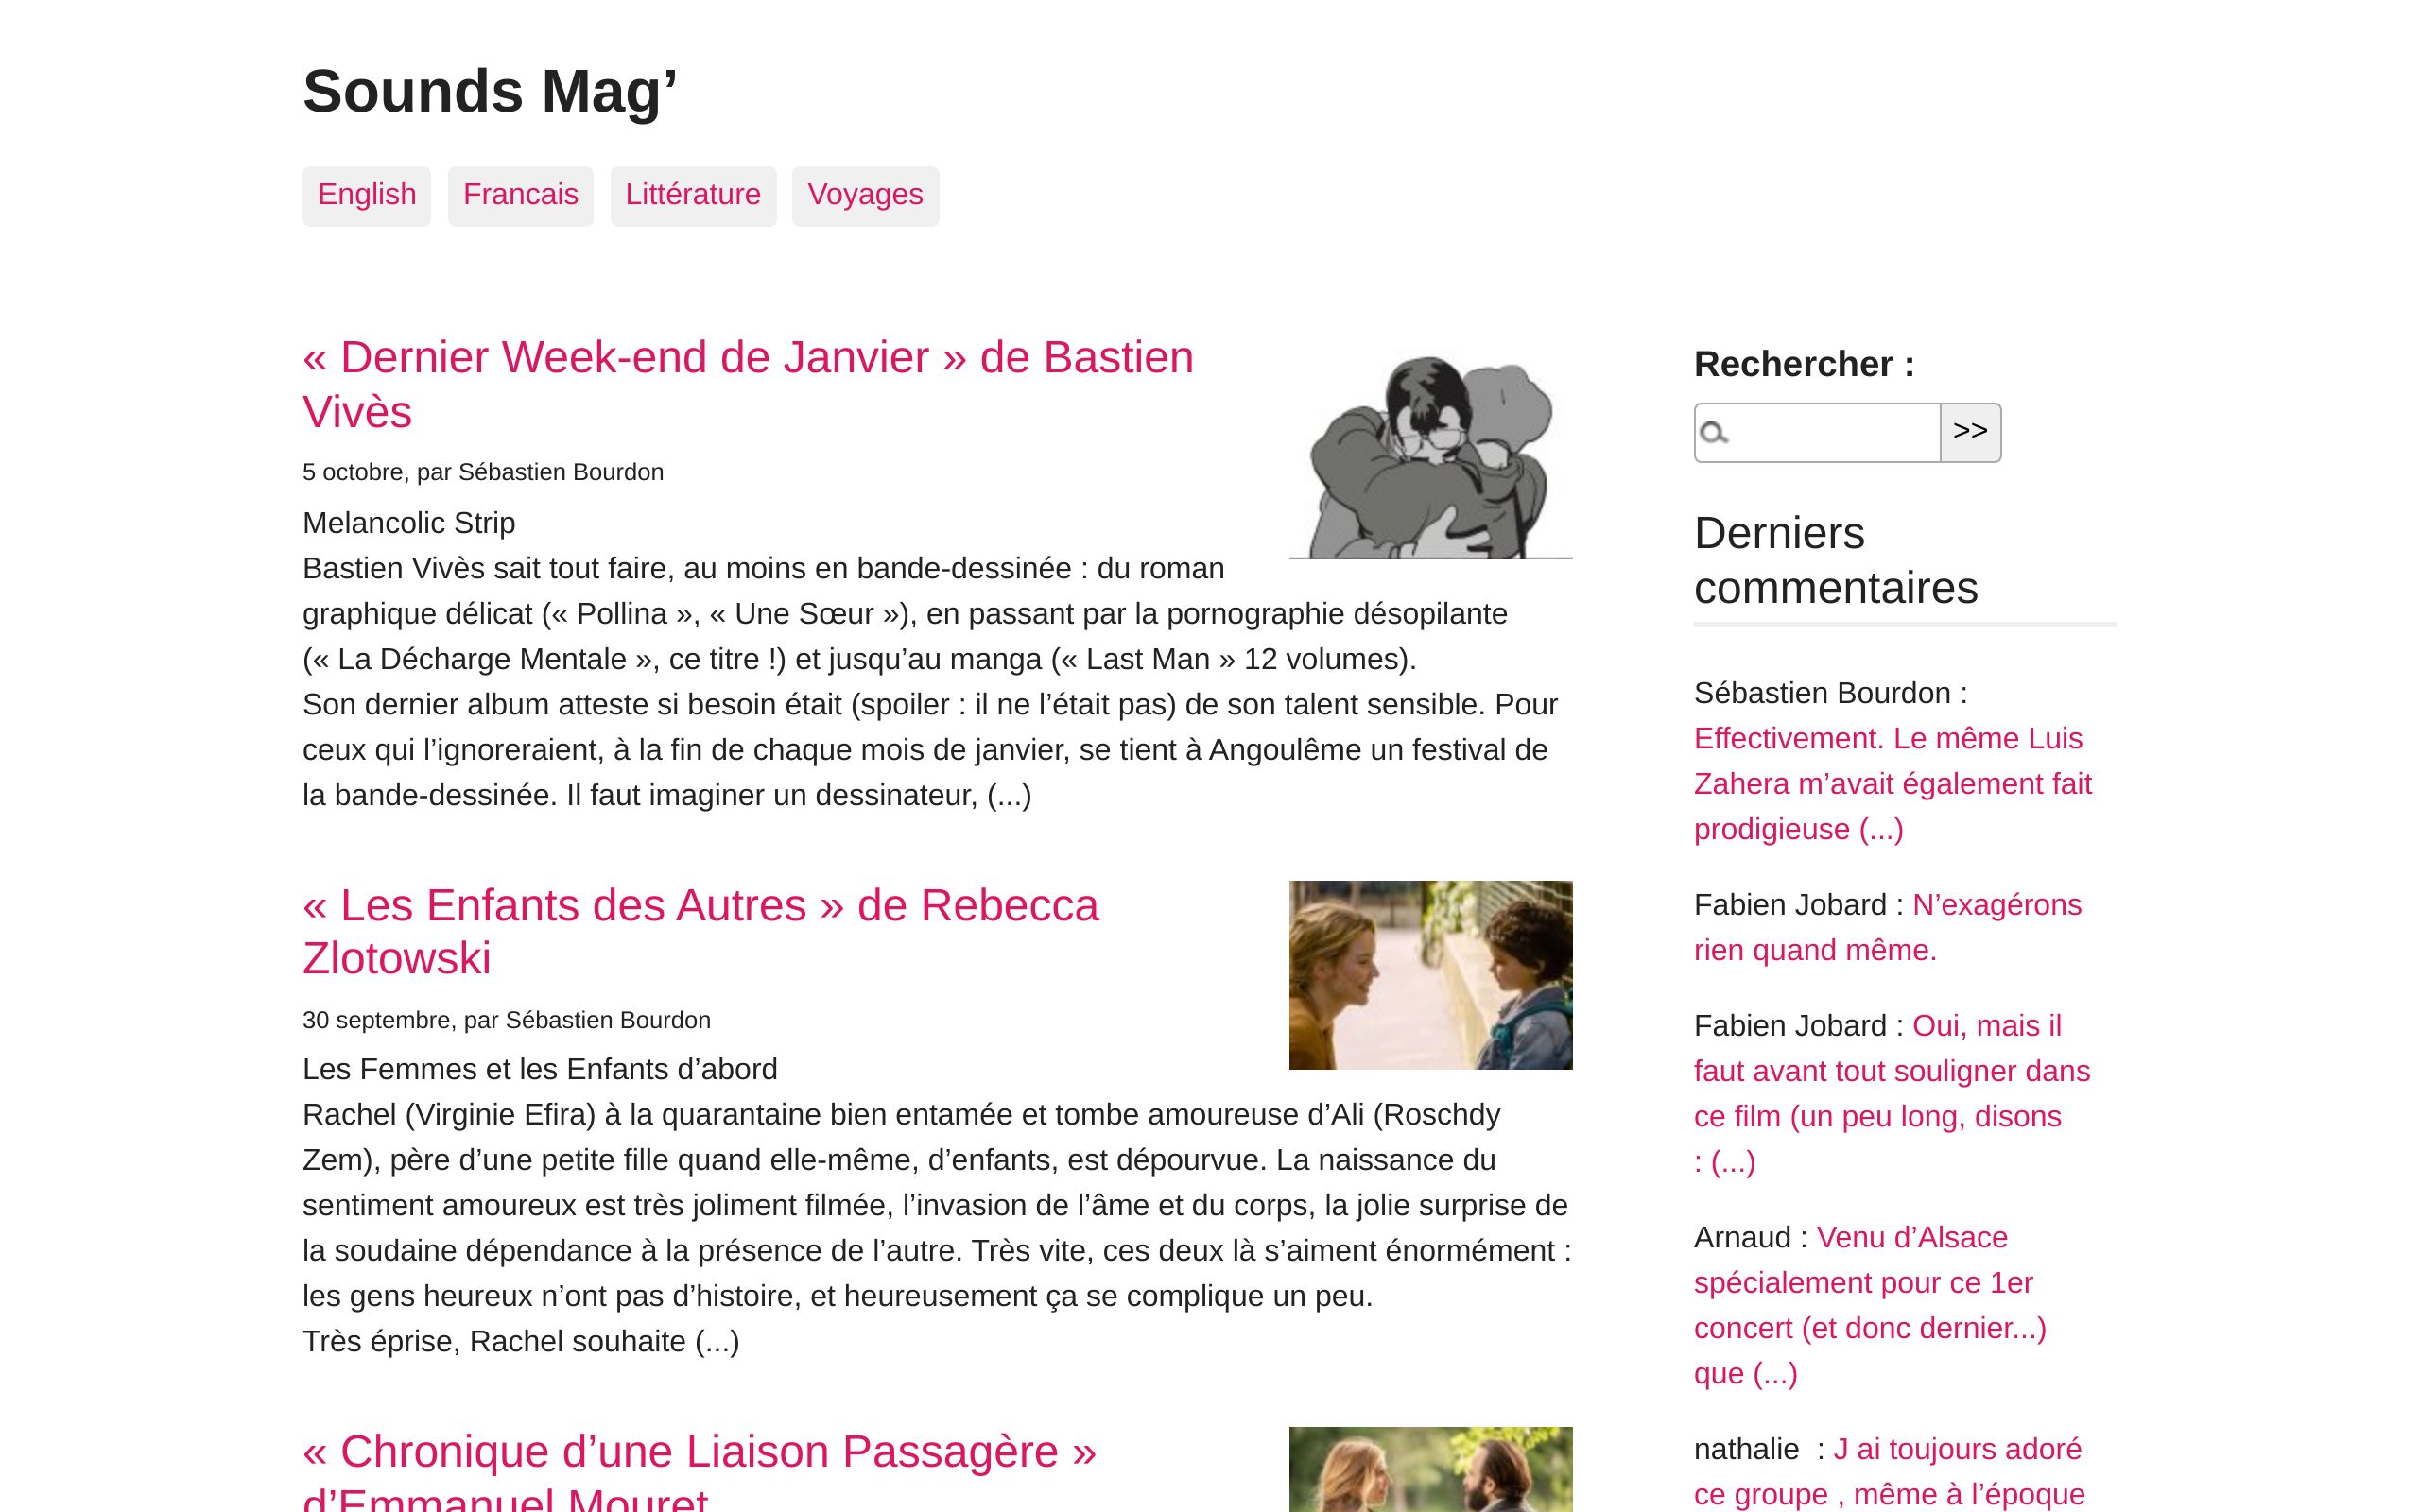 Sounds Mag’
English
Francais
Littérature
Voyages
« Dernier Week-end de Janvier » de Bastien
Vivès
5 octobre, par Sébastien Bourdon
Melancolic Strip
Bastien Vivès sait tout faire, au moins en bande-dessinée : du roman
graphique délicat (« Pollina », « Une Sœur »), en passant par la pornographie désopilante
(« La Décharge Mentale », ce titre !) et jusqu’au manga (« Last Man » 12 volumes).
Son dernier album atteste si besoin était (spoiler : il ne l’était pas) de son talent sensible. Pour
ceux qui l’ignoreraient, à la fin de chaque mois de janvier, se tient à Angoulême un festival de
la bande-dessinée. Il faut imaginer un dessinateur, (...)
« Les Enfants des Autres » de Rebecca
Zlotowski
30 septembre, par Sébastien Bourdon
Les Femmes et les Enfants d’abord
Rachel (Virginie Efira) à la quarantaine bien entamée et tombe amoureuse d’Ali (Roschdy
Zem), père d’une petite fille quand elle-même, d’enfants, est dépourvue. La naissance du
sentiment amoureux est très joliment filmée, l’invasion de l’âme et du corps, la jolie surprise de
la soudaine dépendance à la présence de l’autre. Très vite, ces deux là s’aiment énormément :
les gens heureux n’ont pas d’histoire, et heureusement ça se complique un peu.
Très éprise, Rachel souhaite (...)
« Chronique d’une Liaison Passagère »
d’Emmanuel Mouret
Rechercher :
>>
Derniers
commentaires
Sébastien Bourdon :
Effectivement. Le même Luis
Zahera m’avait également fait
prodigieuse (...)
Fabien Jobard : N’exagérons
rien quand même.
Fabien Jobard : Oui, mais il
faut avant tout souligner dans
ce film (un peu long, disons
: (...)
Arnaud : Venu d’Alsace
spécialement pour ce 1er
concert (et donc dernier...)
que (...)
nathalie  : J ai toujours adoré
ce groupe , même à l’époque